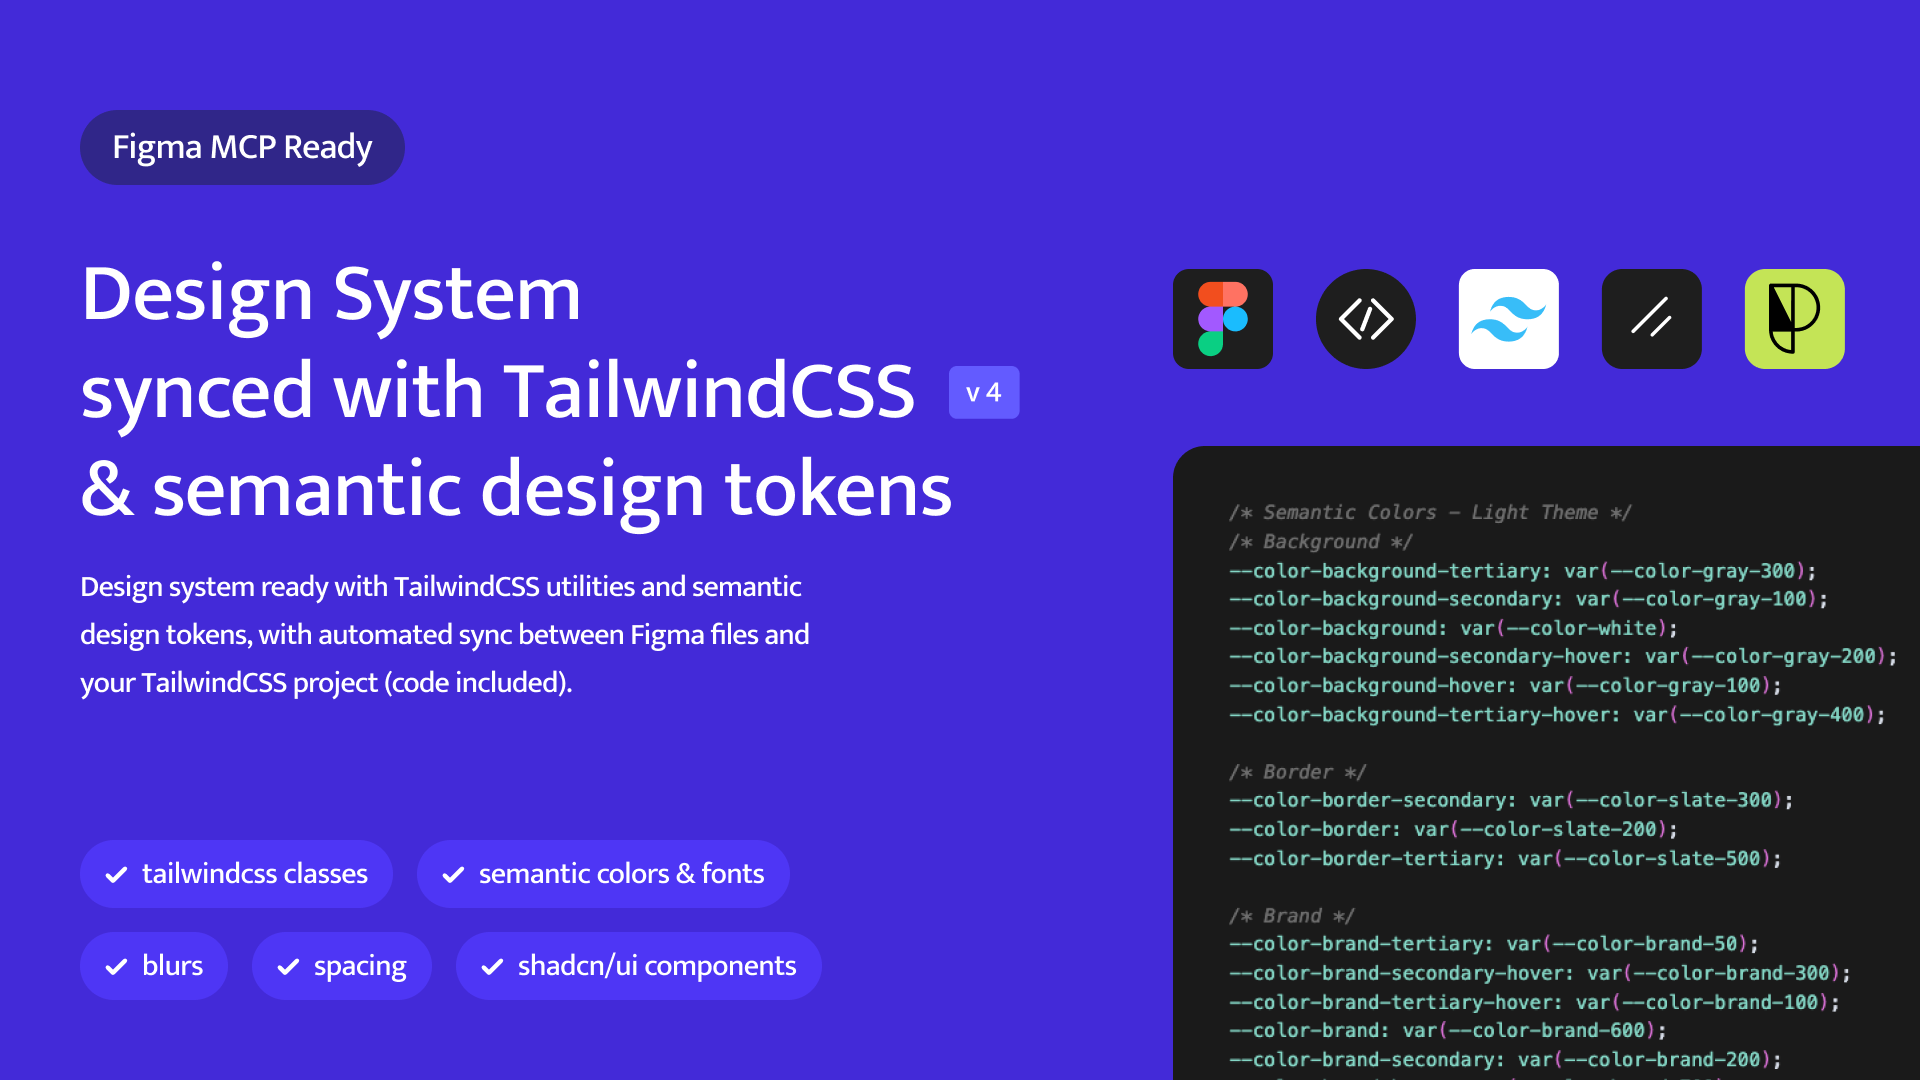 Figma MCP Ready
Design System
synced with TailwindCSS v 4
& semantic design tokens
Design system ready with TailwindCSS utilities and semantic
design tokens, with automated sync between Figma files and
your TailwindCSS project (code included).
tailwindcss classes
semantic colors & fonts
blurs
spacing
shadcn/ui components
/* Semantic Colors - Light Theme */
/* Background */
--color-background-tertiary: var(--color-gray-300);
--color-background-secondary: var(--color-gray-100);
--color-background: var(--color-white);
--color-background-secondary-hover: var(--color-gray-200);
--color-background-hover: var(--color-gray-100);
--color-background-tertiary-hover: var(--color-gray-400);
/* Border */
--color-border-secondary: var(--color-slate-300);
--color-border: var(--color-slate-200);
--color-border-tertiary: var(--color-slate-500);
/* Brand */
--color-brand-tertiary: var(--color-brand-50);
--color-brand-secondary-hover: var(--color-brand-300);
--color-brand-tertiary-hover: var(--color-brand-100);
--color-brand: var(--color-brand-600);
--color-brand-secondary: var(--color-brand-200);